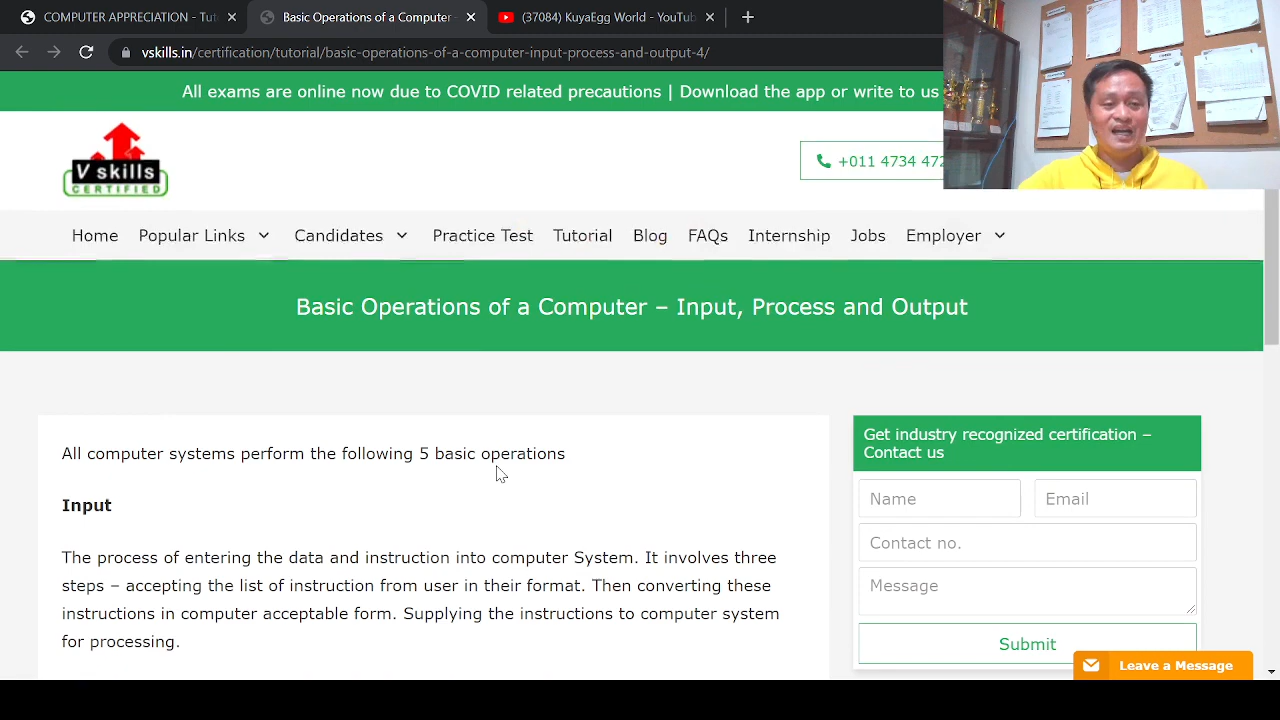 COMPUTER APPRECIATION - Tut
Basic Operations of a Computer -
(37084) KuyaEgg World - YouTub
vskills.in/certification/tutorial/basic-operations-of-a-computer-input-process-and-output-4/
All exams are online now due to COVID related precautions | Download the app or write to us
V skills
CERTIFIED
+011 4734 472
Home Popular Links Candidates Practice Test Tutorial Blog FAQs Internship Jobs Employer
Basic Operations of a Computer – Input, Process and Output
All computer systems perform the following 5 basic operations
Input
The process of entering the data and instruction into computer System. It involves three
steps – accepting the list of instruction from user in their format. Then converting these
instructions in computer acceptable form. Supplying the instructions to computer system
for processing.
Get industry recognized certification –
Contact us
Name Email
Contact no.
Message
Submit
Leave a Message